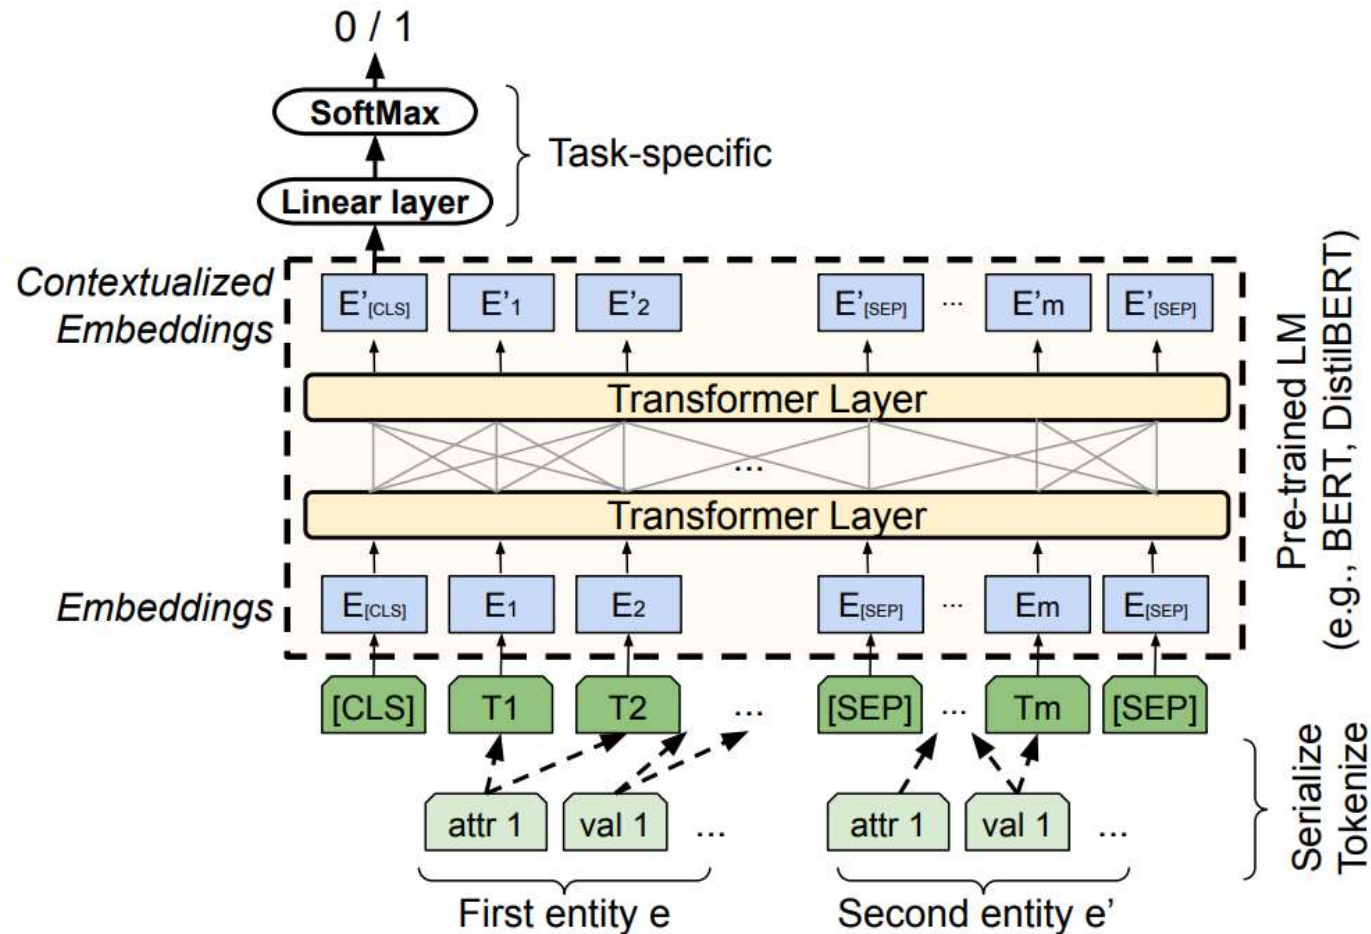 0 / 1
SoftMax
Task-specific
Linear layer
Contextualized
Embeddings
E'[CLS] E'1 E'2 E'[SEP] ... E'm E'[SEP]
Transformer Layer
...
Transformer Layer
Embeddings
E[CLS] E1 E2 E[SEP] ... Em E[SEP]
Pre-trained LM
(e.g., BERT, DistilBERT)
[CLS] T1 T2 ... [SEP] ... Tm [SEP]
attr 1 val 1 ... attr 1 val 1 ...
Serialize
Tokenize
First entity e Second entity e'